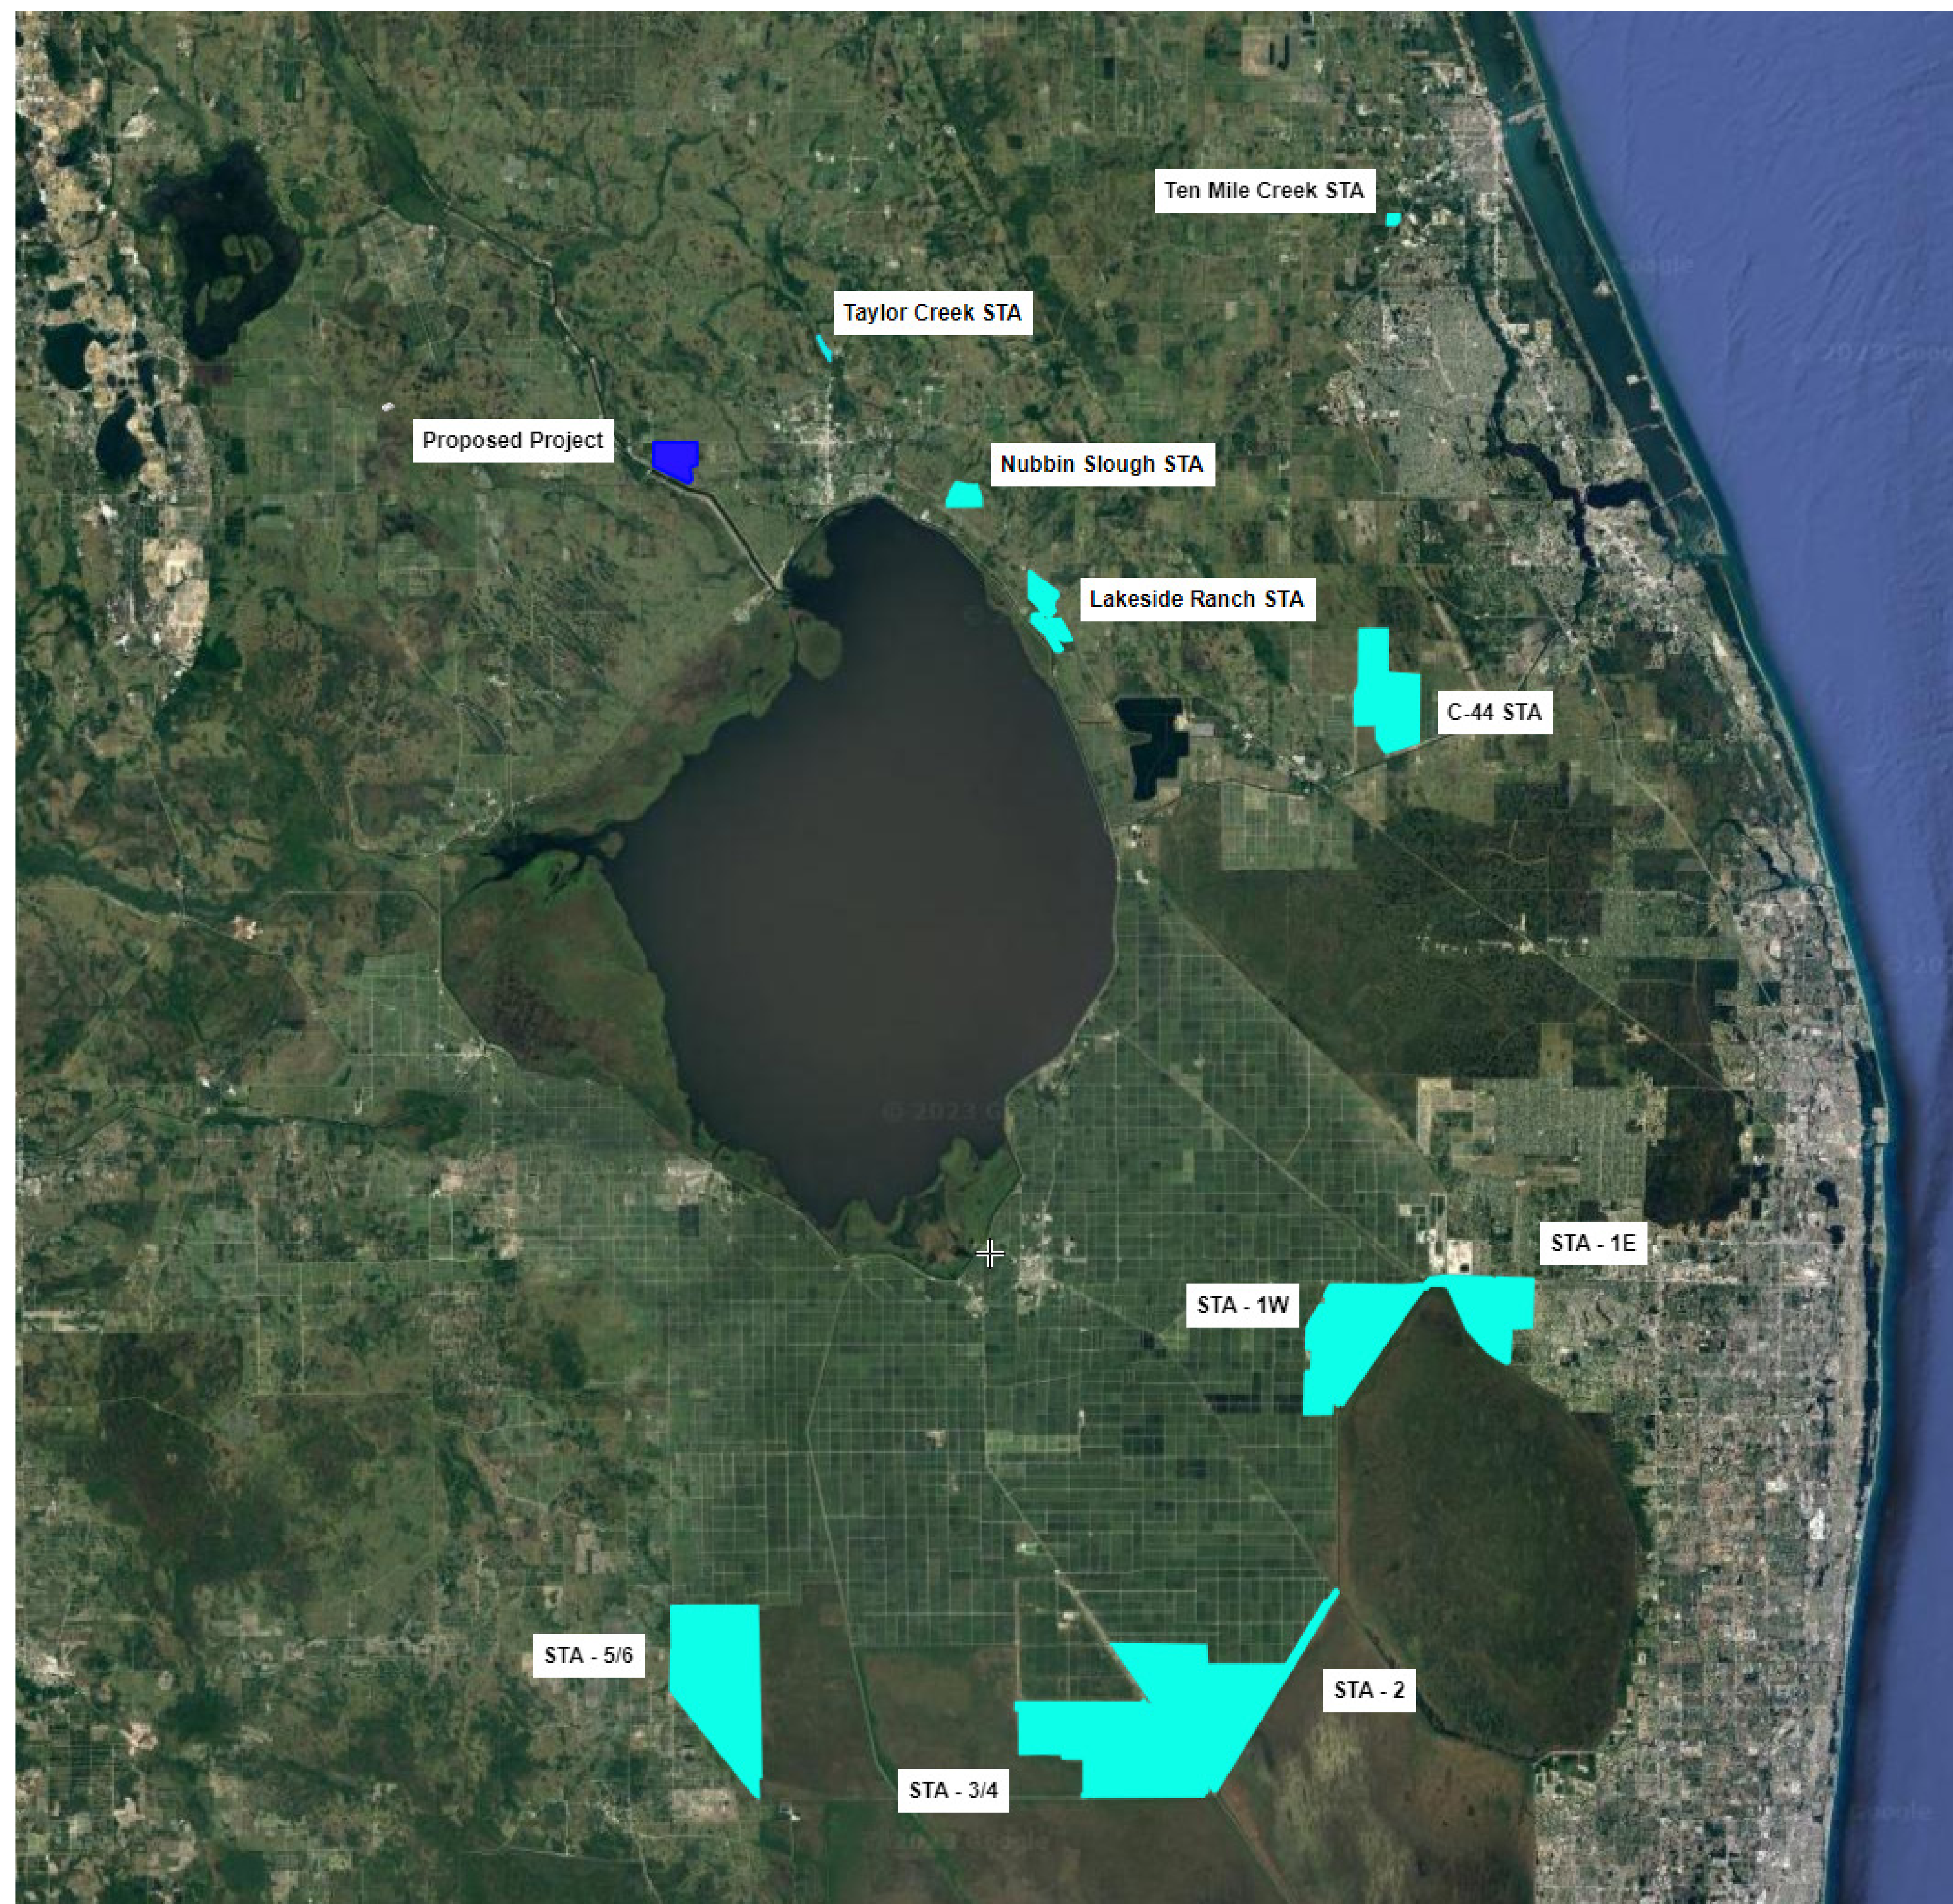 Ten Mile Creek STA
Taylor Creek STA
Proposed Project
Nubbin Slough STA
Lakeside Ranch STA
C-44 STA
STA - 1E
STA - 1W
STA - 5/6
STA - 2
STA - 3/4